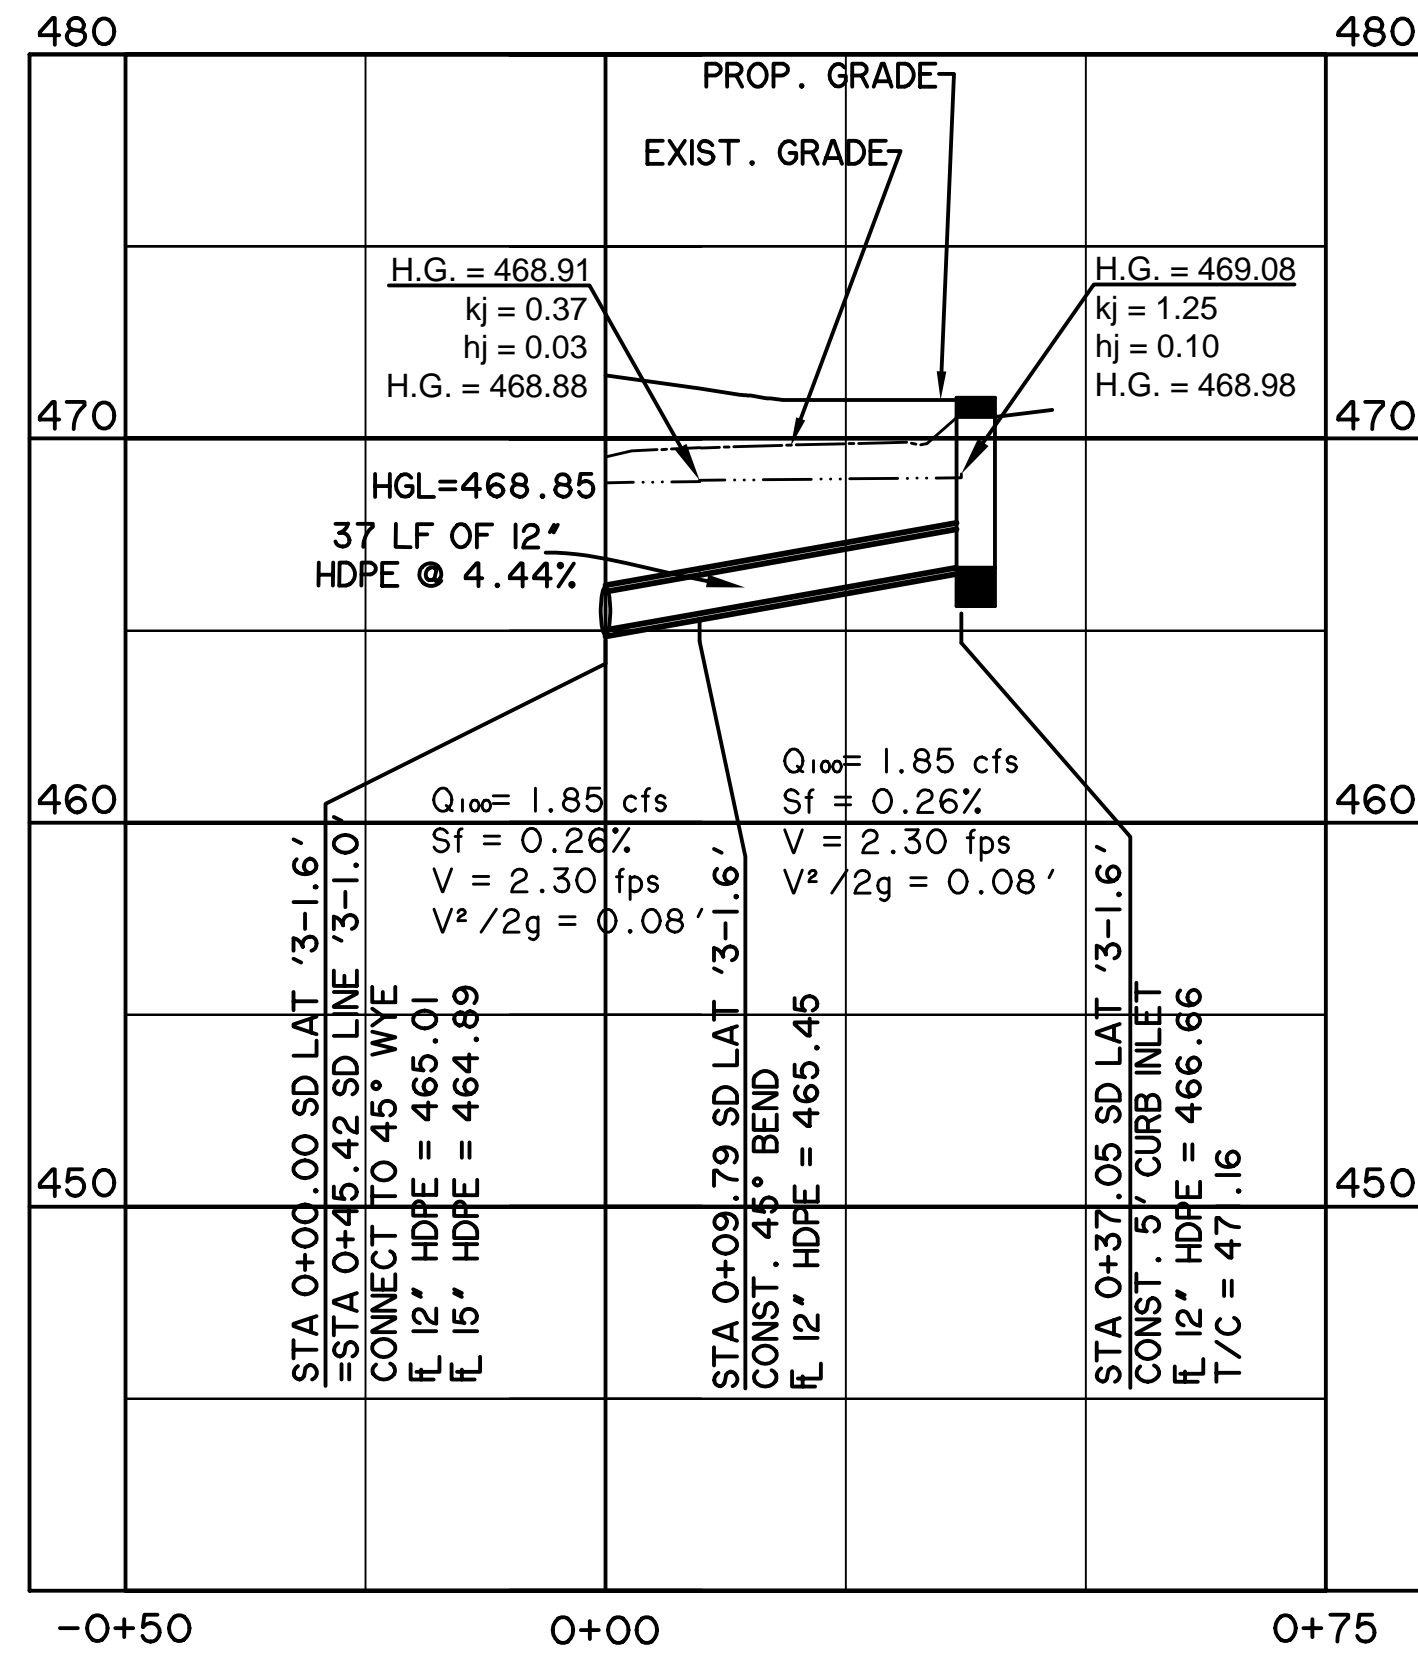 480
480
PROP. GRADE
EXIST. GRADE
H.G. = 468.91
kj = 0.37
hj = 0.03
H.G. = 468.88
H.G. = 469.08
kj = 1.25
hj = 0.10
H.G. = 468.98
470
470
HGL=468.85
37 LF OF 12"
HDPE @ 4.44%
460
460
Q100= 1.85 cfs
Sf = 0.26%
V = 2.30 fps
V²/2g = 0.08'
Q100= 1.85 cfs
Sf = 0.26%
V = 2.30 fps
V²/2g = 0.08'
STA 0+00.00 SD LAT '3-1.6'
=STA 0+45.42 SD LINE '3-1.0'
CONNECT TO 45° WYE
FL 12" HDPE = 465.01
FL 15" HDPE = 464.89
STA 0+09.79 SD LAT '3-1.6'
CONST. 45° BEND
FL 12" HDPE = 465.45
STA 0+37.05 SD LAT '3-1.6'
CONST. 5' CURB INLET
FL 12" HDPE = 466.66
T/C = 471.16
450
450
-0+50
0+00
0+75